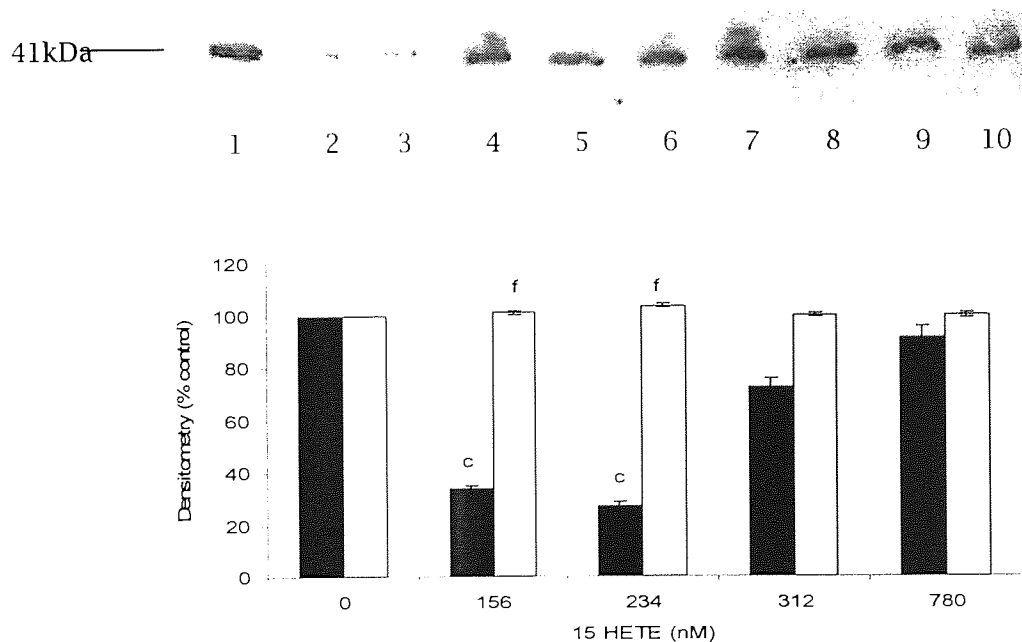 41kDa
1 2 3 4 5 6 7 8 9 10
120
100
80
60
40
20
0
Densitometry (% control)
f
f
c
c
0 156 234 312 780
15 HETE (nM)